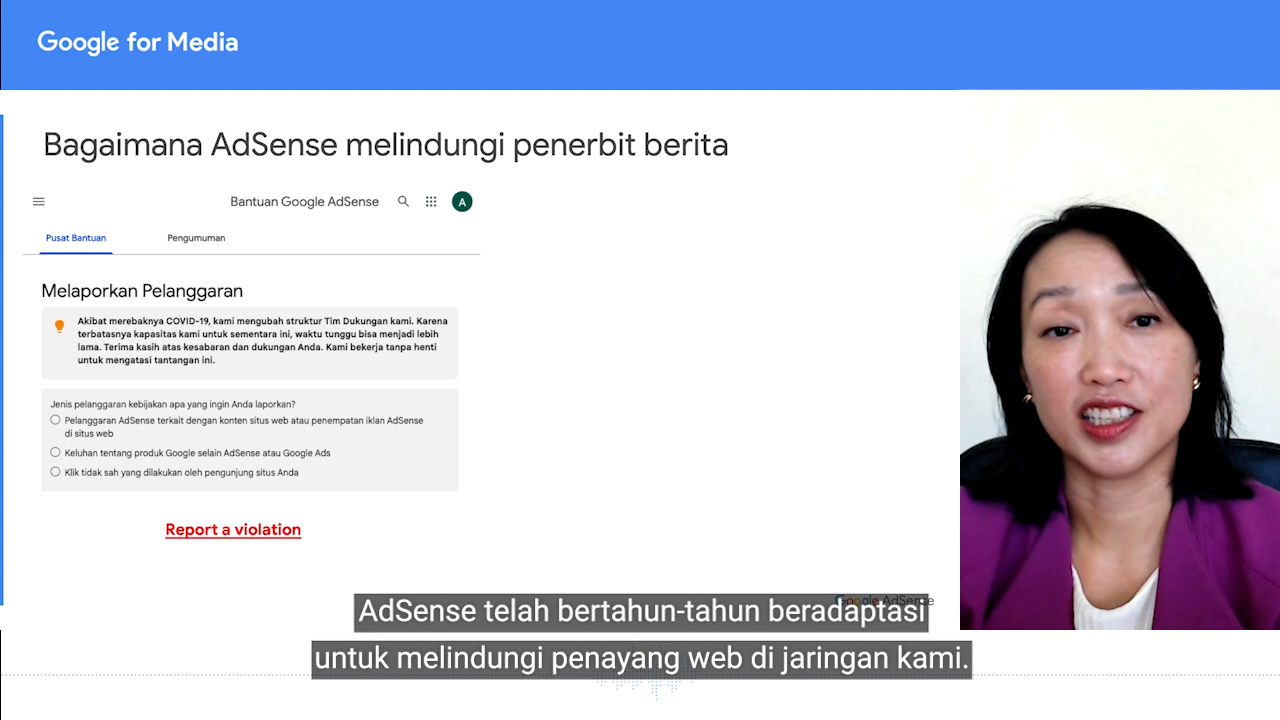 Google for Media
Bagaimana AdSense melindungi penerbit berita
Bantuan Google AdSense
A
Pusat Bantuan
Pengumuman
Melaporkan Pelanggaran
Akibat merebaknya COVID-19, kami mengubah struktur Tim Dukungan kami. Karena
terbatasnya kapasitas kami untuk sementara ini, waktu tunggu bisa menjadi lebih
lama. Terima kasih atas kesabaran dan dukungan Anda. Kami bekerja tanpa henti
untuk mengatasi tantangan ini.
Jenis pelanggaran kebijakan apa yang ingin Anda laporkan?
Pelanggaran AdSense terkait dengan konten situs web atau penempatan iklan AdSense
di situs web
Keluhan tentang produk Google selain AdSense atau Google Ads
Klik tidak sah yang dilakukan oleh pengunjung situs Anda
Report a violation
Google AdSense
AdSense telah bertahun-tahun beradaptasi
untuk melindungi penayang web di jaringan kami.